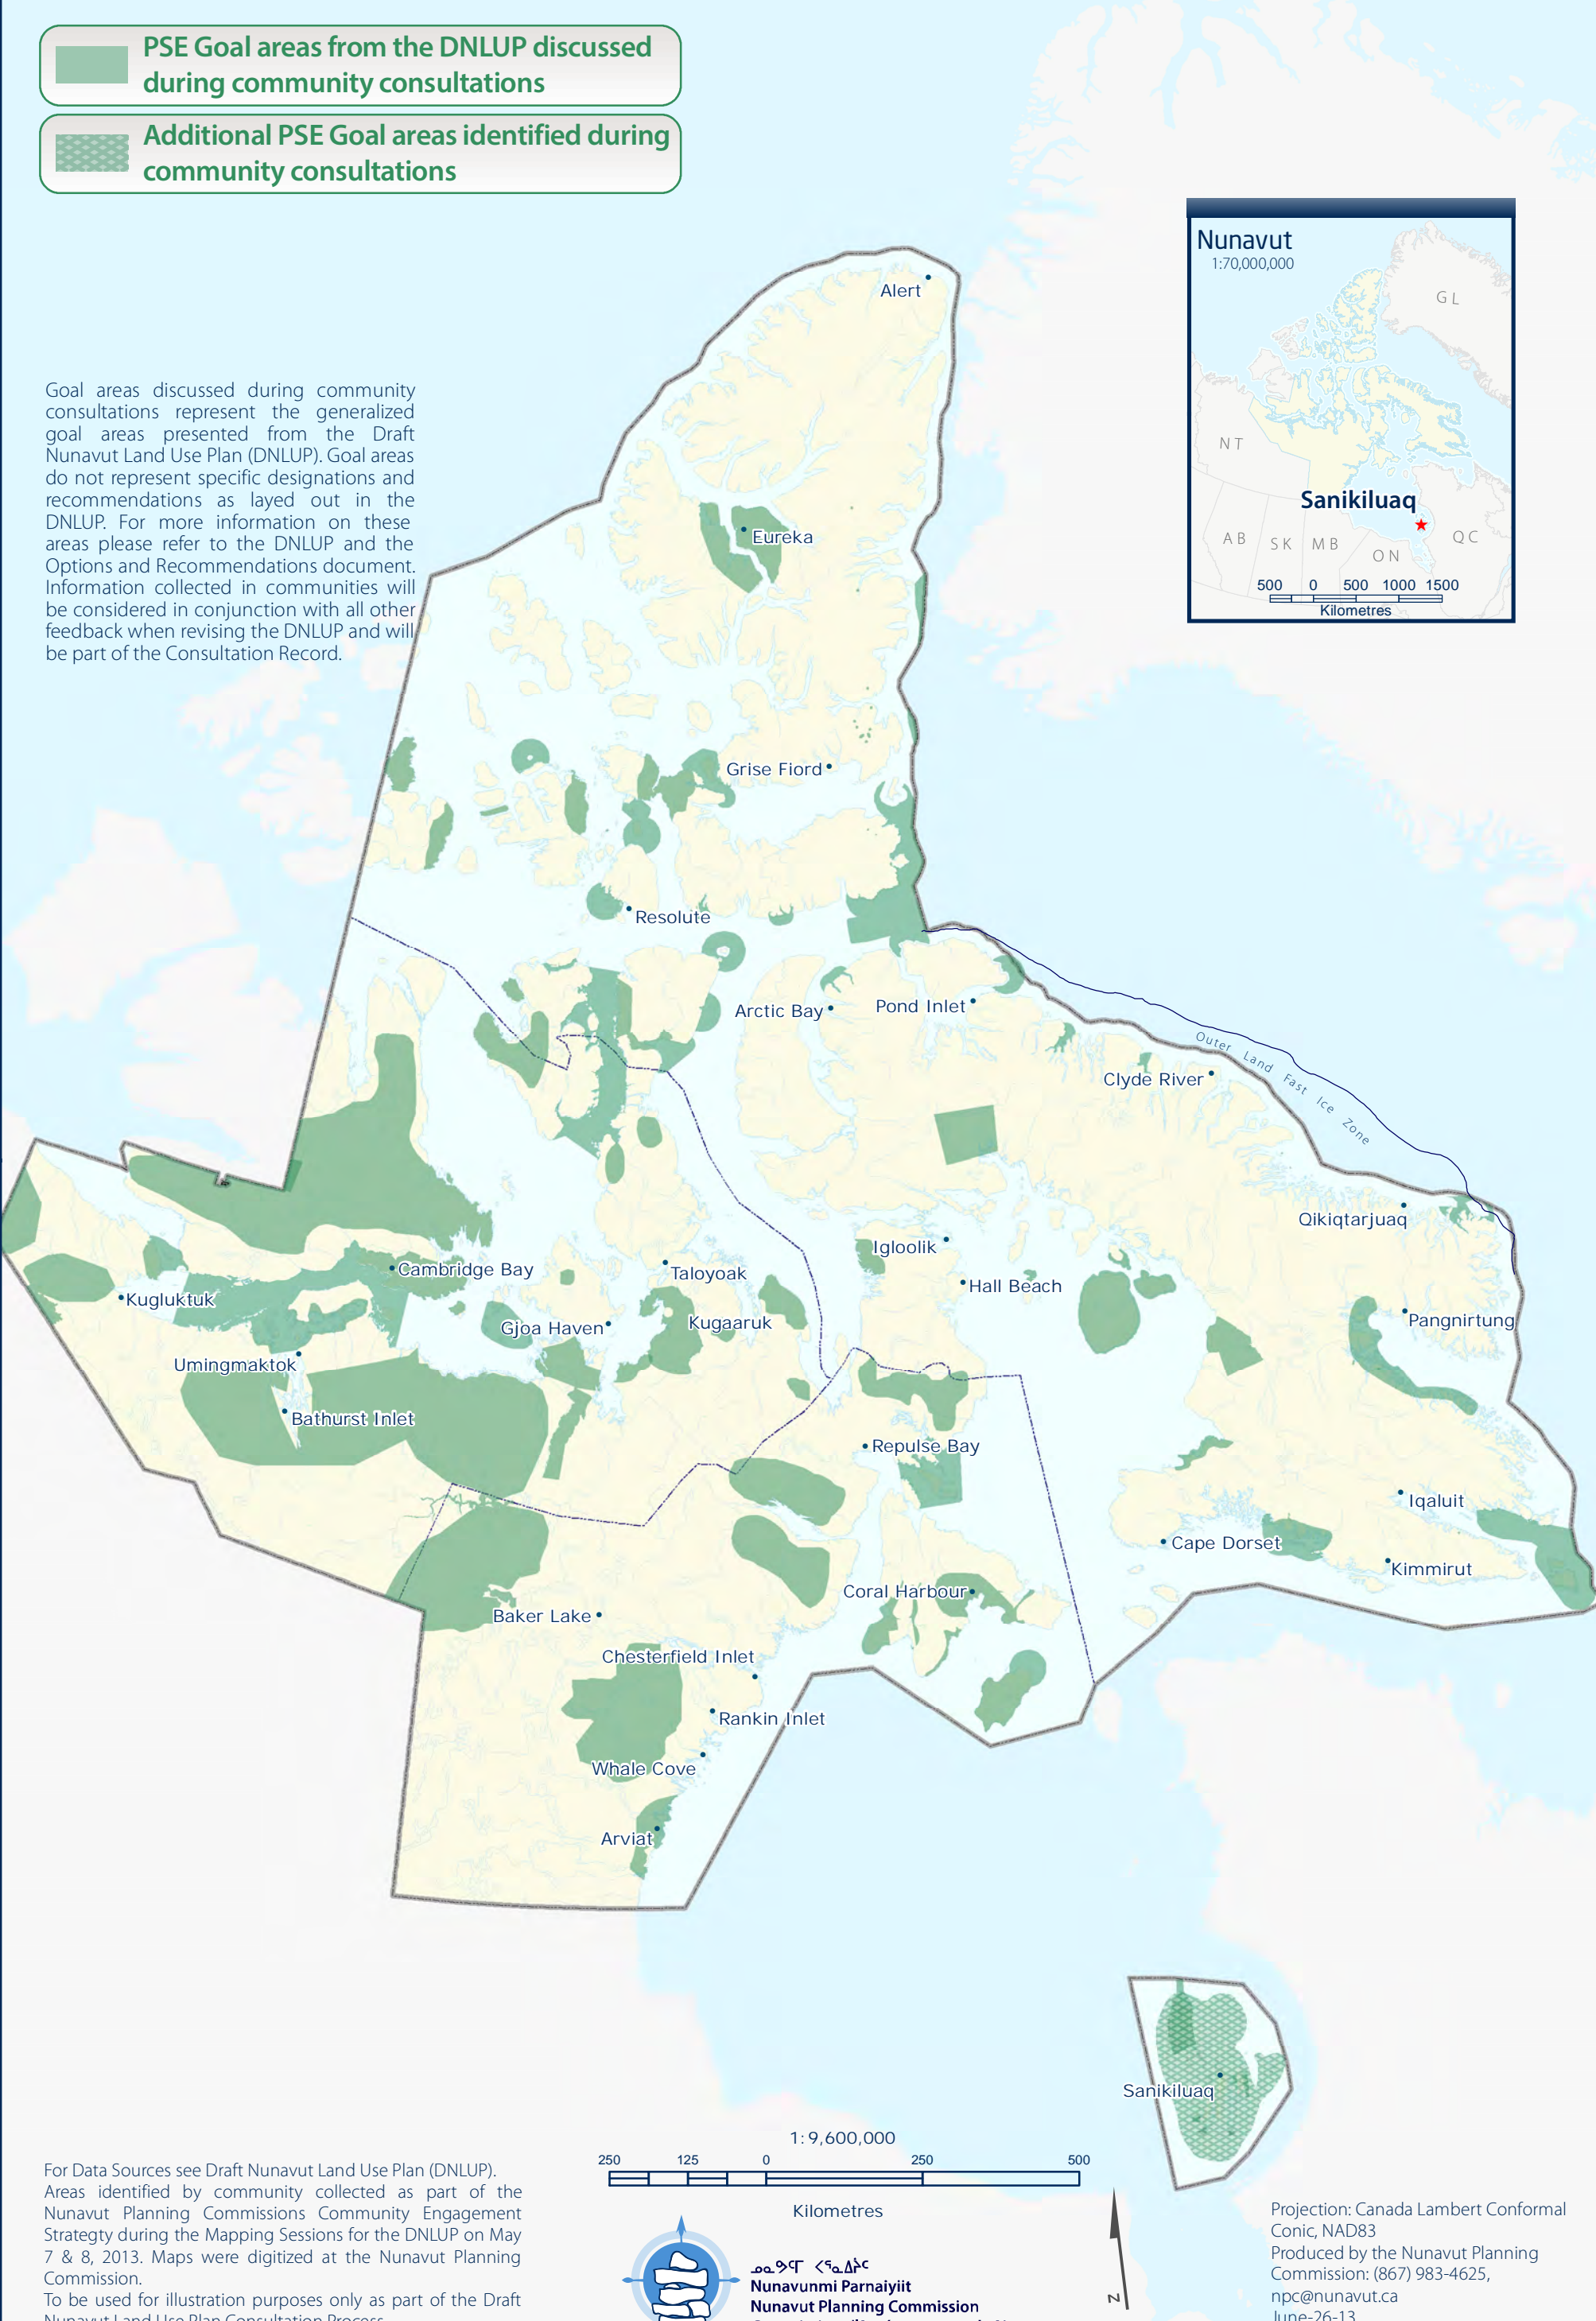 PSE Goal areas from the DNLUP discussed
during community consultations
Additional PSE Goal areas identified during
community consultations
Nunavut
1:70,000,000
GL
NT
Sanikiluaq
AB
SK
MB
ON
QC
500 0 500 1000 1500
Kilometres
Goal areas discussed during community
consultations represent the generalized
goal areas presented from the Draft
Nunavut Land Use Plan (DNLUP). Goal areas
do not represent specific designations and
recommendations as layed out in the
DNLUP. For more information on these
areas please refer to the DNLUP and the
Options and Recommendations document.
Information collected in communities will
be considered in conjunction with all other
feedback when revising the DNLUP and will
be part of the Consultation Record.
Alert
Eureka
Grise Fiord
Resolute
Arctic Bay
Pond Inlet
Outer Land Fast Ice Zone
Clyde River
Qikiqtarjuaq
Igloolik
Cambridge Bay
Taloyoak
Hall Beach
Kugluktuk
Gjoa Haven
Kugaaruk
Pangnirtung
Umingmaktok
Bathurst Inlet
Repulse Bay
Iqaluit
Cape Dorset
Kimmirut
Coral Harbour
Baker Lake
Chesterfield Inlet
Rankin Inlet
Whale Cove
Arviat
Sanikiluaq
1:9,600,000
250 125 0 250 500
Kilometres
For Data Sources see Draft Nunavut Land Use Plan (DNLUP).
Areas identified by community collected as part of the
Nunavut Planning Commissions Community Engagement
Strategty during the Mapping Sessions for the DNLUP on May
7 & 8, 2013. Maps were digitized at the Nunavut Planning
Commission.
To be used for illustration purposes only as part of the Draft
Nunavut Land Use Plan Consultation Process
ᓄᓇᕗᒻᒥ ᐸᕐᓇᐃᔨᑦ
Nunavunmi Parnaiyiit
Nunavut Planning Commission
N
Projection: Canada Lambert Conformal
Conic, NAD83
Produced by the Nunavut Planning
Commission: (867) 983-4625,
npc@nunavut.ca
June-26-13